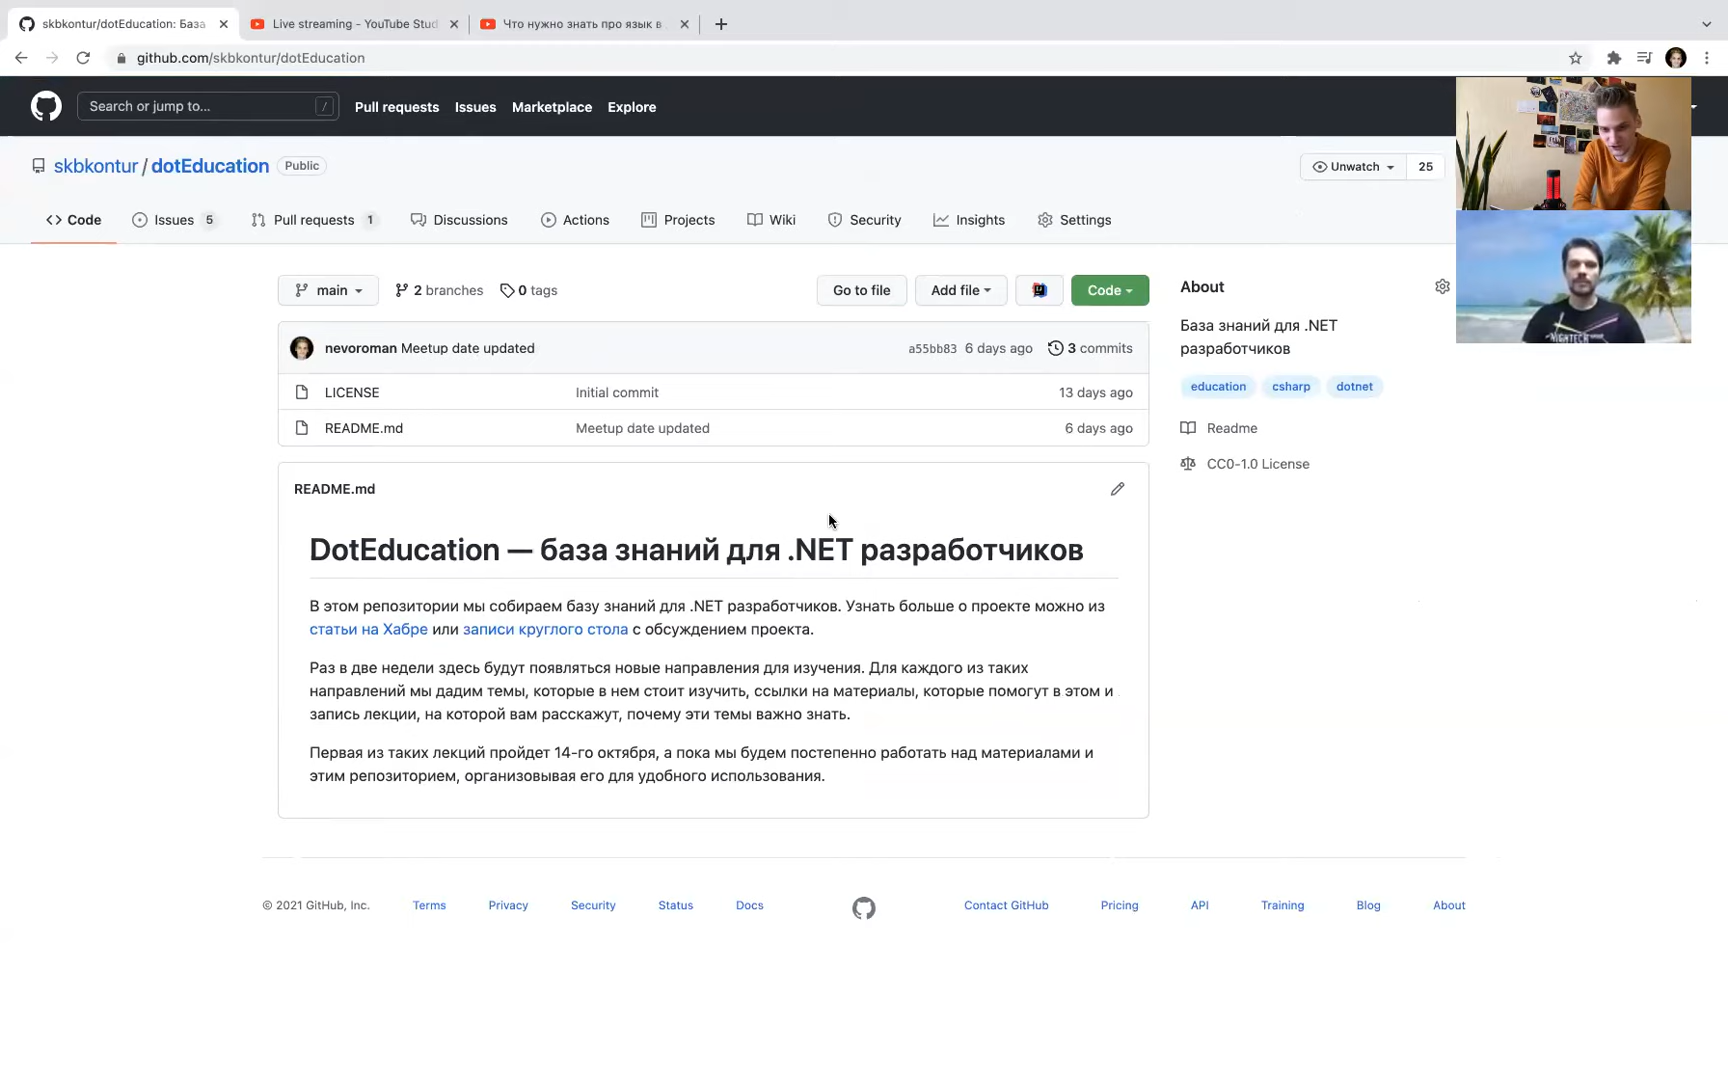 skbkontur/dotEducation: База
Live streaming - YouTube Stud
Что нужно знать про язык в
github.com/skbkontur/dotEducation
Search or jump to...
/
Pull requests
Issues
Marketplace
Explore
skbkontur / dotEducation
Public
Unwatch
25
Code
Issues 5
Pull requests 1
Discussions
Actions
Projects
Wiki
Security
Insights
Settings
main
2 branches
0 tags
Go to file
Add file
Code
nevoroman Meetup date updated
a55bb83 6 days ago
3 commits
LICENSE
Initial commit
13 days ago
README.md
Meetup date updated
6 days ago
README.md
DotEducation — база знаний для .NET разработчиков
В этом репозитории мы собираем базу знаний для .NET разработчиков. Узнать больше о проекте можно из
статьи на Хабре или записи круглого стола с обсуждением проекта.
Раз в две недели здесь будут появляться новые направления для изучения. Для каждого из таких
направлений мы дадим темы, которые в нем стоит изучить, ссылки на материалы, которые помогут в этом и
запись лекции, на которой вам расскажут, почему эти темы важно знать.
Первая из таких лекций пройдет 14-го октября, а пока мы будем постепенно работать над материалами и
этим репозиторием, организовывая его для удобного использования.
About
База знаний для .NET
разработчиков
education
csharp
dotnet
Readme
CC0-1.0 License
© 2021 GitHub, Inc.
Terms
Privacy
Security
Status
Docs
Contact GitHub
Pricing
API
Training
Blog
About